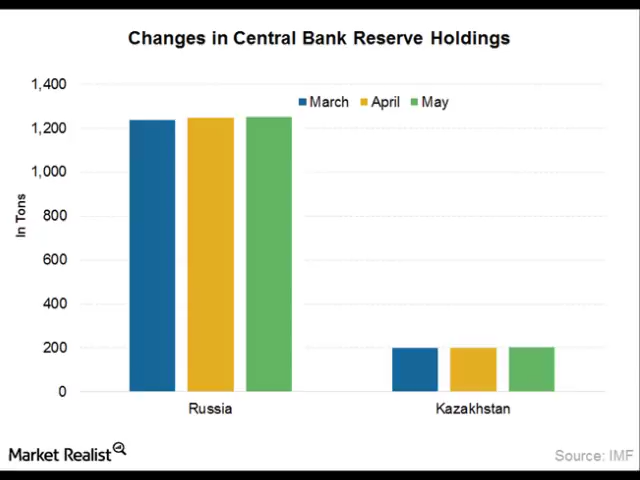 Changes in Central Bank Reserve Holdings
March April May
In Tons
1,400
1,200
1,000
800
600
400
200
0
Russia Kazakhstan
Market Realist
Source: IMF